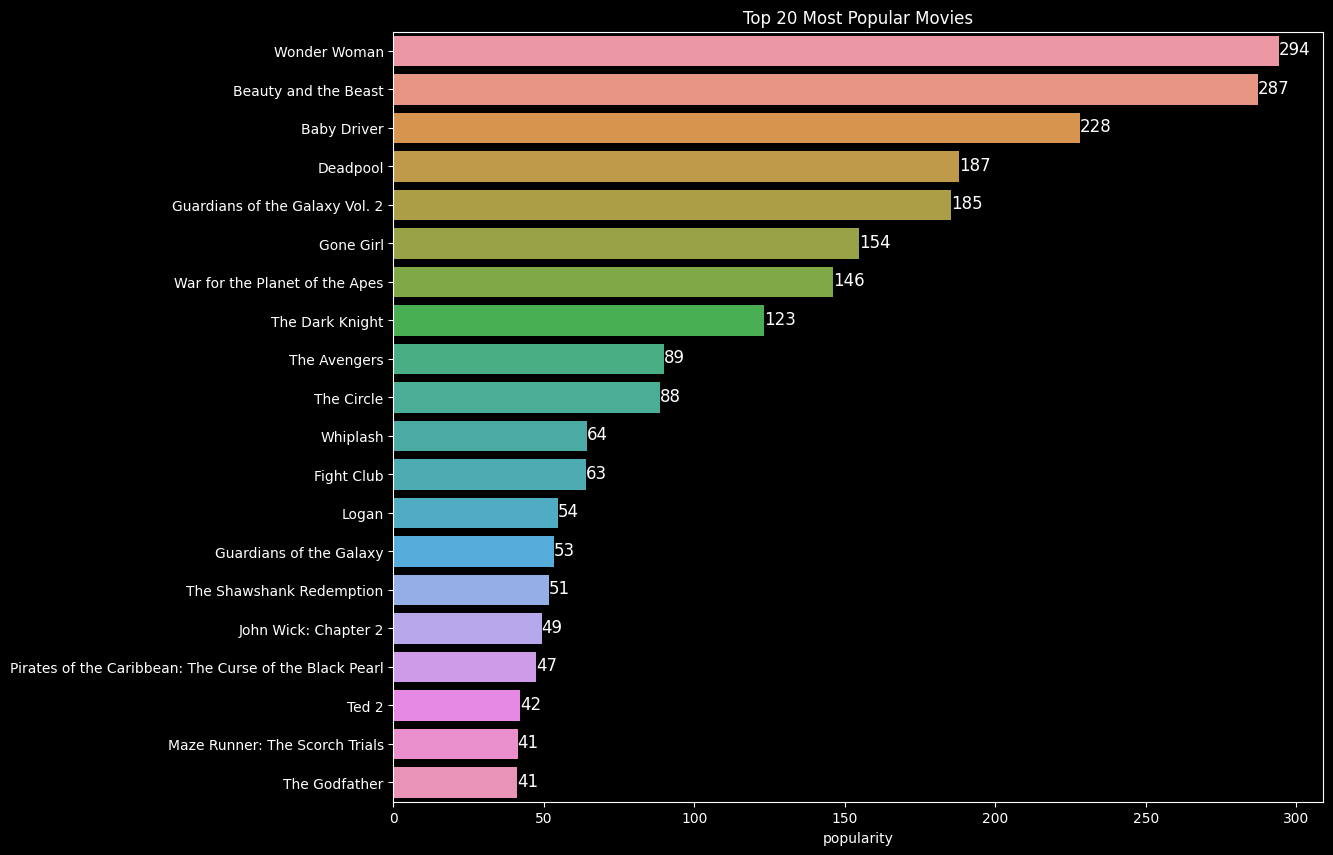 Top 20 Most Popular Movies
Wonder Woman 294
Beauty and the Beast 287
Baby Driver 228
Deadpool 187
Guardians of the Galaxy Vol. 2 185
Gone Girl 154
War for the Planet of the Apes 146
The Dark Knight 123
The Avengers 89
The Circle 88
Whiplash 64
Fight Club 63
Logan 54
Guardians of the Galaxy 53
The Shawshank Redemption 51
John Wick: Chapter 2 49
Pirates of the Caribbean: The Curse of the Black Pearl 47
Ted 2 42
Maze Runner: The Scorch Trials 41
The Godfather 41
0 50 100 150 200 250 300
popularity